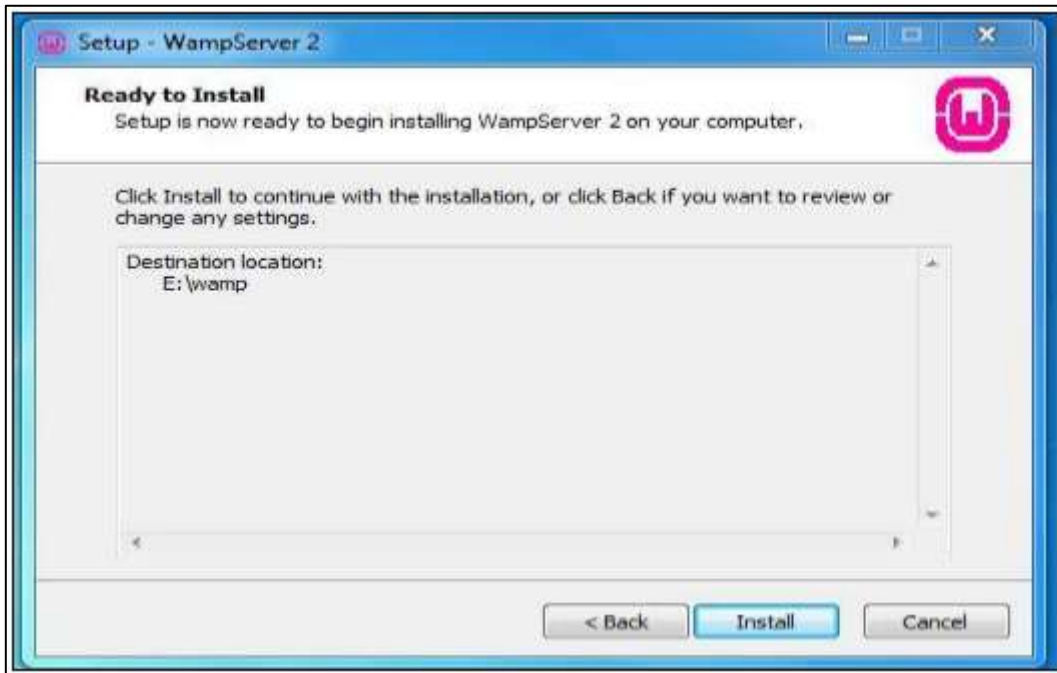 Setup - WampServer 2
Ready to Install
Setup is now ready to begin installing WampServer 2 on your computer.
Click Install to continue with the installation, or click Back if you want to review or
change any settings.
Destination location:
E:\wamp
< Back Install Cancel